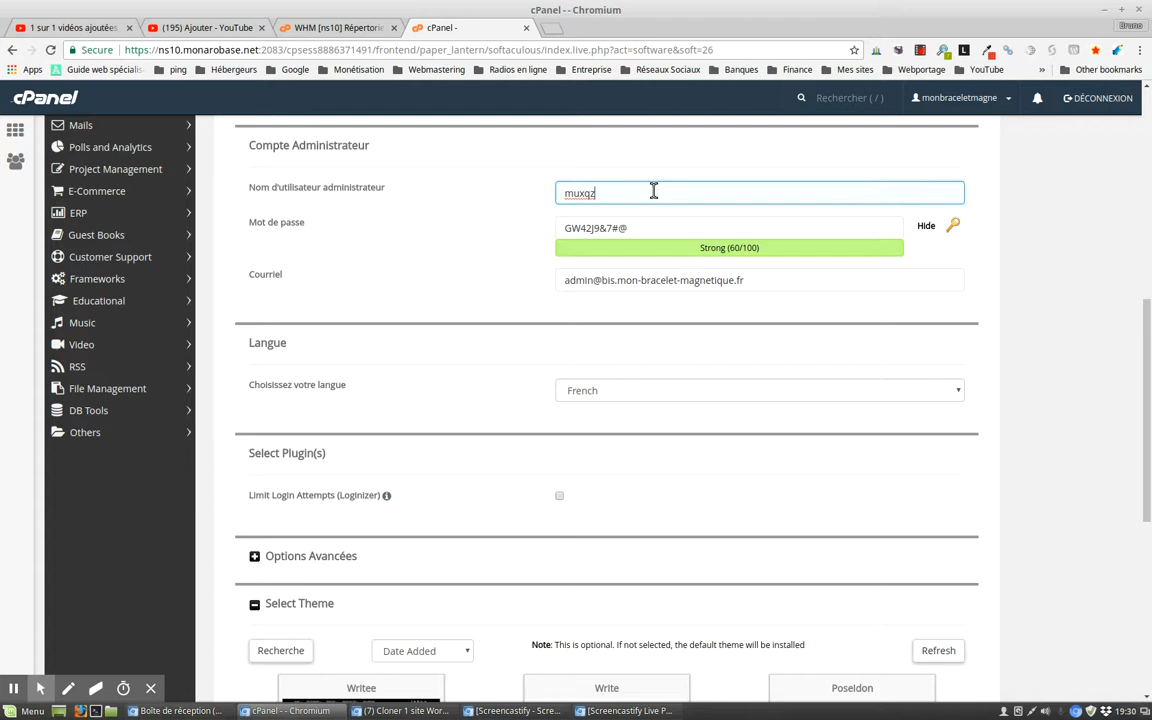 cPanel - - Chromium
1 sur 1 vidéos ajoutées
(195) Ajouter - YouTube
WHM [ns10] Répertorie
cPanel -
Bruno
Secure https://ns10.monarobase.net:2083/cpsess8886371491/frontend/paper_lantern/softaculous/index.live.php?act=software&soft=26
Apps Guide web spécialis ping Hébergeurs Google Monétisation Webmastering Radios en ligne Entreprise Réseaux Sociaux Banques Finance Mes sites Webportage YouTube » Other bookmarks
cPanel Rechercher ( / ) monbraceletmagne DÉCONNEXION
Mails
Polls and Analytics
Project Management
E-Commerce
ERP
Guest Books
Customer Support
Frameworks
Educational
Music
Video
RSS
File Management
DB Tools
Others
Compte Administrateur
Nom d'utilisateur administrateur muxqz
Mot de passe GW42J9&7#@ Hide
Strong (60/100)
Courriel admin@bis.mon-bracelet-magnetique.fr
Langue
Choisissez votre langue French
Select Plugin(s)
Limit Login Attempts (Loginizer)
Options Avancées
Select Theme
Recherche Date Added Note: This is optional. If not selected, the default theme will be installed Refresh
Writee Write Poseidon
Menu Boîte de réception (... cPanel - - Chromium (7) Cloner 1 site Wor... [Screencastify - Scre... [Screencastify Live P... 19:30